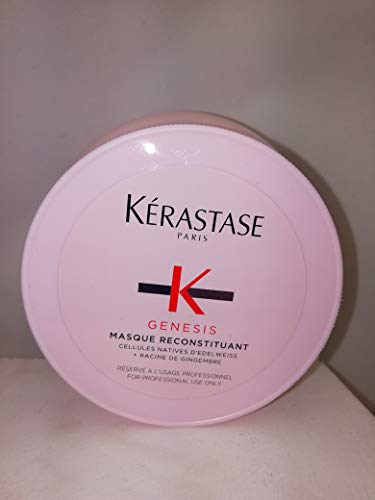 KÉRASTASE
PARIS
K
GENESIS
MASQUE RECONSTITUANT
CELLULES NATIVES D'EDELWEISS
+ RACINE DE GINGEMBRE
RÉSERVÉ À L'USAGE PROFESSIONNEL
FOR PROFESSIONAL USE ONLY